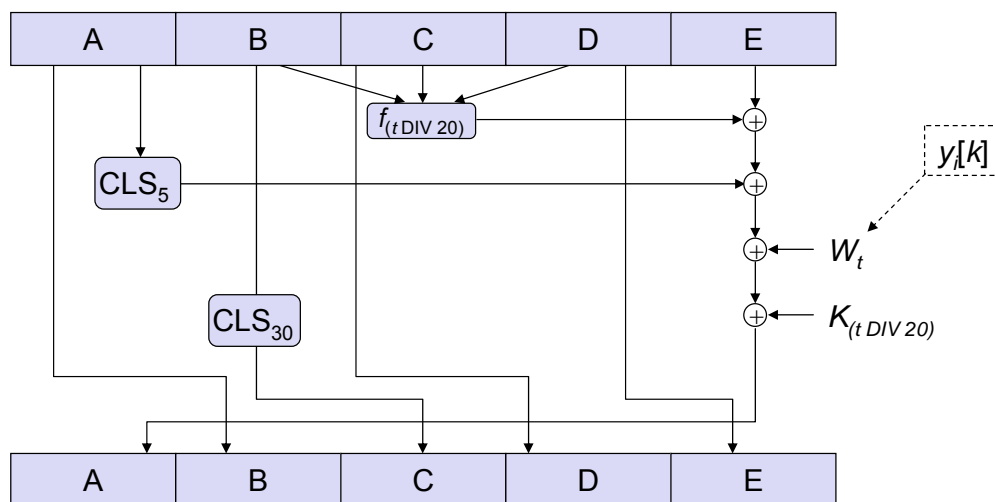 A B C D E
f(t DIV 20)
+
yᵢ[k]
CLS₅
+
+
Wₜ
CLS₃₀
+
K(t DIV 20)
A B C D E